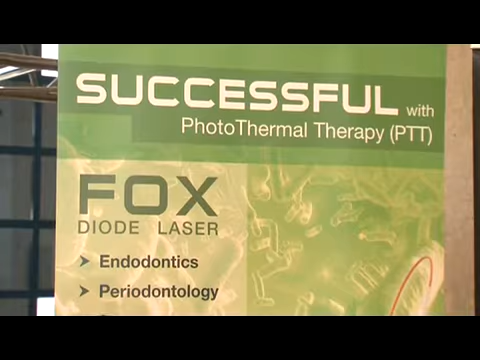 SUCCESSFUL with
PhotoThermal Therapy (PTT)
FOX
DIODE LASER
➤ Endodontics
➤ Periodontology